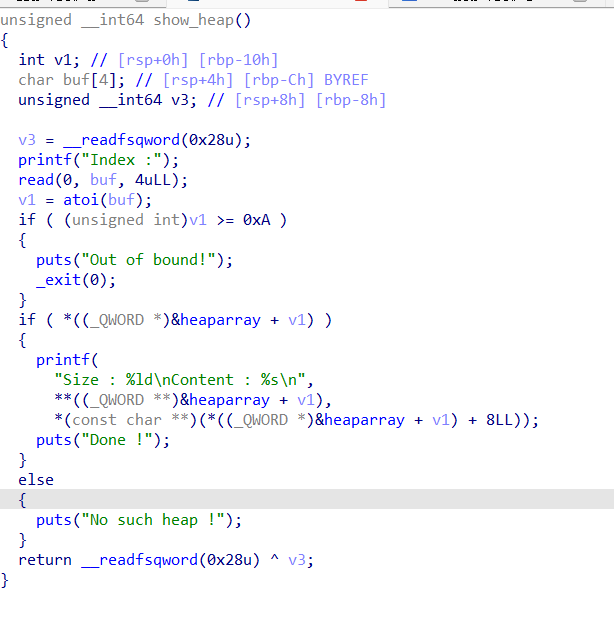 unsigned __int64 show_heap()
{
  int v1; // [rsp+0h] [rbp-10h]
  char buf[4]; // [rsp+4h] [rbp-Ch] BYREF
  unsigned __int64 v3; // [rsp+8h] [rbp-8h]

  v3 = __readfsqword(0x28u);
  printf("Index :");
  read(0, buf, 4uLL);
  v1 = atoi(buf);
  if ( (unsigned int)v1 >= 0xA )
  {
    puts("Out of bound!");
    _exit(0);
  }
  if ( *((_QWORD *)&heaparray + v1) )
  {
    printf(
      "Size : %ld\nContent : %s\n",
      **((_QWORD **)&heaparray + v1),
      *(const char **)(*((_QWORD *)&heaparray + v1) + 8LL));
    puts("Done !");
  }
  else
  {
    puts("No such heap !");
  }
  return __readfsqword(0x28u) ^ v3;
}